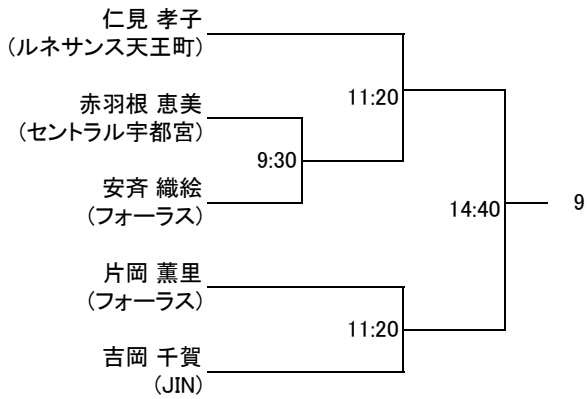 仁見 孝子
(ルネサンス天王町)
11:20
赤羽根 恵美
(セントラル宇都宮)
9:30
安斉 織絵
(フォーラス)
14:40
9
片岡 薫里
(フォーラス)
11:20
吉岡 千賀
(JIN)